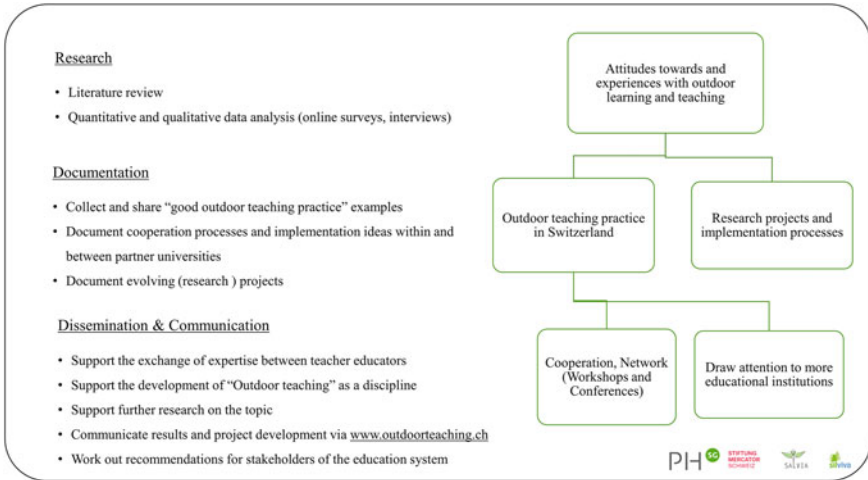 Research
• Literature review
• Quantitative and qualitative data analysis (online surveys, interviews)
Documentation
• Collect and share “good outdoor teaching practice” examples
• Document cooperation processes and implementation ideas within and
between partner universities
• Document evolving (research ) projects
Dissemination & Communication
• Support the exchange of expertise between teacher educators
• Support the development of “Outdoor teaching” as a discipline
• Support further research on the topic
• Communicate results and project development via www.outdoorteaching.ch
• Work out recommendations for stakeholders of the education system
Attitudes towards and
experiences with outdoor
learning and teaching
Outdoor teaching practice
in Switzerland
Research projects and
implementation processes
Cooperation, Network
(Workshops and
Conferences)
Draw attention to more
educational institutions
PH SG
STIFTUNG
MERCATOR
SCHWEIZ
SALVIA
silviva